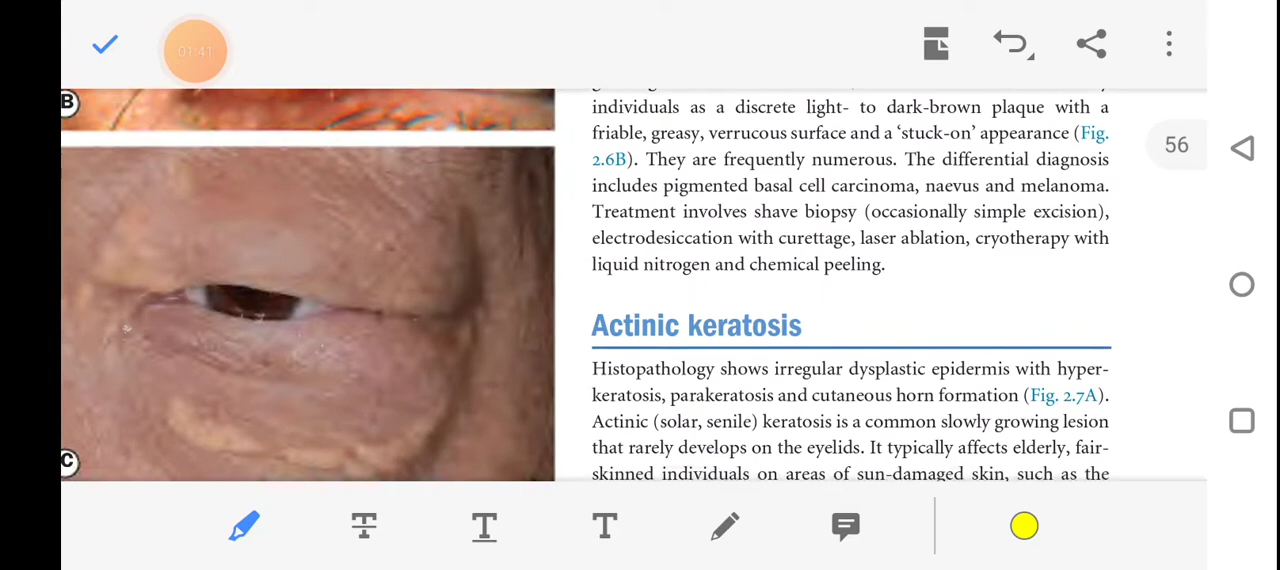 01:41
B
individuals as a discrete light- to dark-brown plaque with a
friable, greasy, verrucous surface and a ‘stuck-on’ appearance (Fig.
2.6B). They are frequently numerous. The differential diagnosis
includes pigmented basal cell carcinoma, naevus and melanoma.
Treatment involves shave biopsy (occasionally simple excision),
electrodesiccation with curettage, laser ablation, cryotherapy with
liquid nitrogen and chemical peeling.
56
Actinic keratosis
Histopathology shows irregular dysplastic epidermis with hyper-
keratosis, parakeratosis and cutaneous horn formation (Fig. 2.7A).
Actinic (solar, senile) keratosis is a common slowly growing lesion
that rarely develops on the eyelids. It typically affects elderly, fair-
skinned individuals on areas of sun-damaged skin, such as the
C